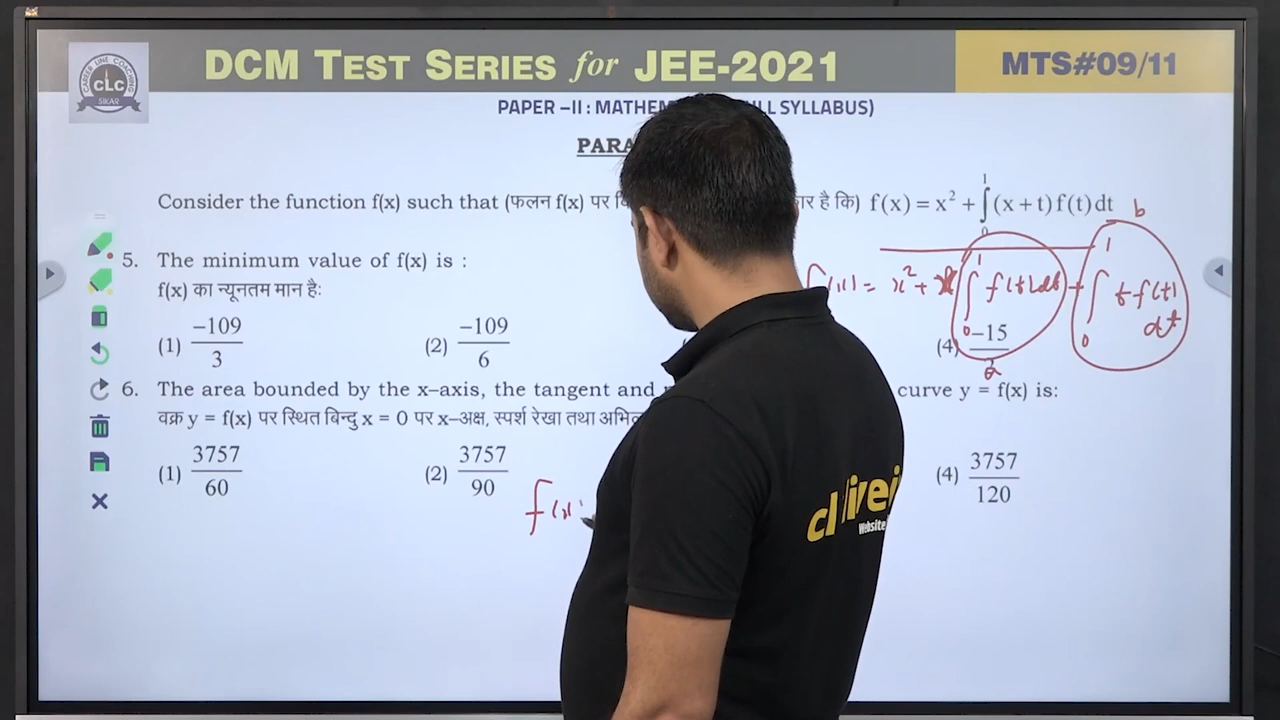 DCM TEST SERIES for JEE-2021
MTS#09/11
CAREER LINE COACHING
CLC
SIKAR
PAPER –II : MATHEM LL SYLLABUS)
PARA
Consider the function f(x) such that (फलन f(x) पर ार है कि) f(x) = x² + ∫₀¹ (x + t) f(t) dt
b
f(x) = x² + x ∫₀¹ f(t) dt + ∫₀¹ t f(t) dt
a
5. The minimum value of f(x) is :
f(x) का न्यूनतम मान है:
(1) -109/3 (2) -109/6 (4) -15/2
6. The area bounded by the x–axis, the tangent and curve y = f(x) is:
वक्र y = f(x) पर स्थित बिन्दु x = 0 पर x–अक्ष, स्पर्श रेखा तथा
(1) 3757/60 (2) 3757/90 (4) 3757/120
f(x)
Website